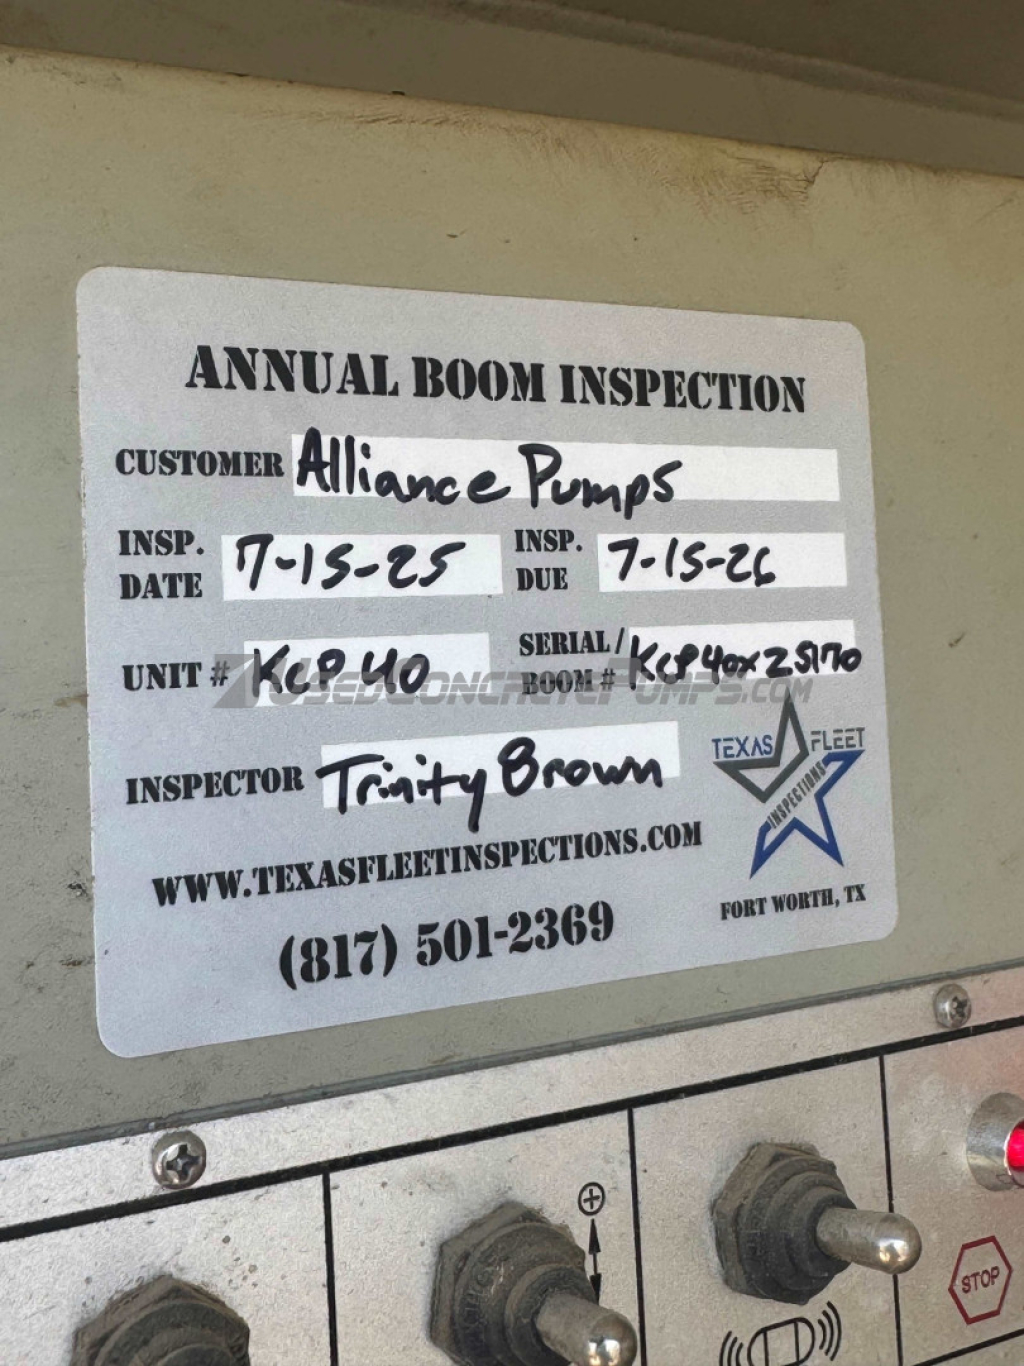 ANNUAL BOOM INSPECTION
CUSTOMER Alliance Pumps
INSP. DATE 7-15-25 INSP. DUE 7-15-26
UNIT # KCP 40 SERIAL / BOOM # KCP40XZ5170
USEDCONCRETEPUMPS.COM
INSPECTOR Trinity Brown
TEXAS FLEET
INSPECTIONS
WWW.TEXASFLEETINSPECTIONS.COM
FORT WORTH, TX
(817) 501-2369
STOP